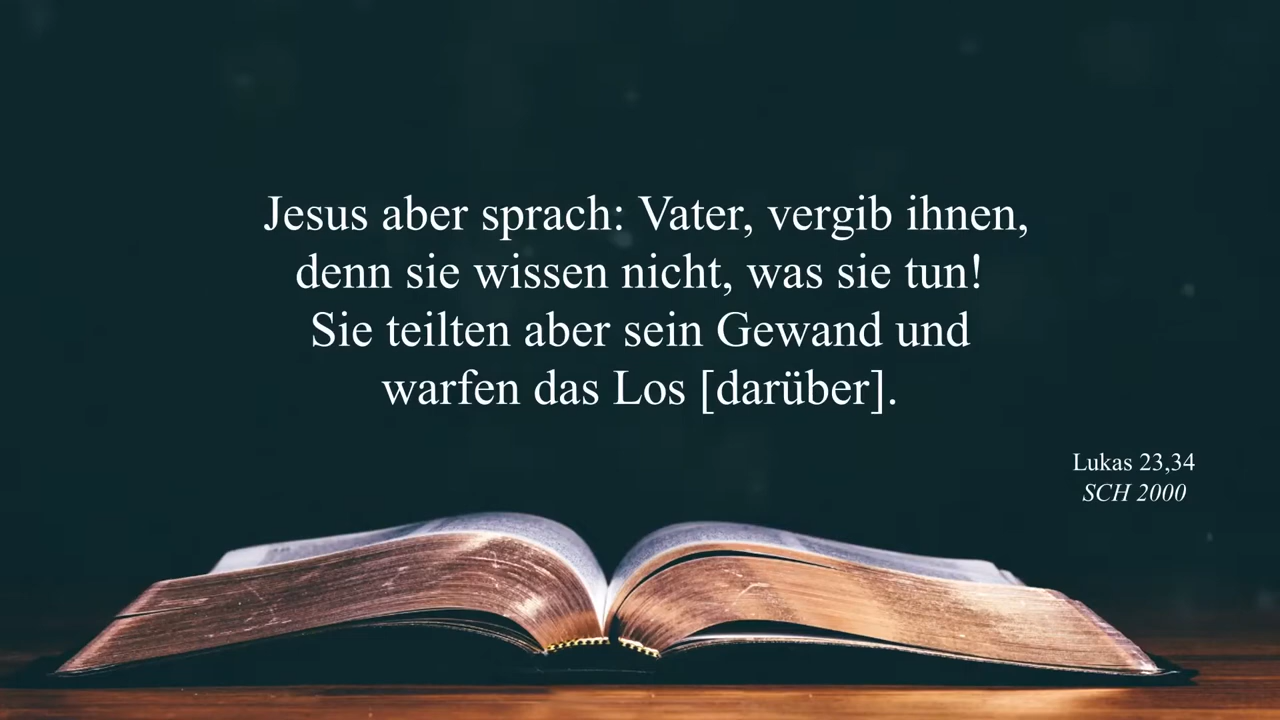 Jesus aber sprach: Vater, vergib ihnen,
denn sie wissen nicht, was sie tun!
Sie teilten aber sein Gewand und
warfen das Los [darüber].
Lukas 23,34
SCH 2000